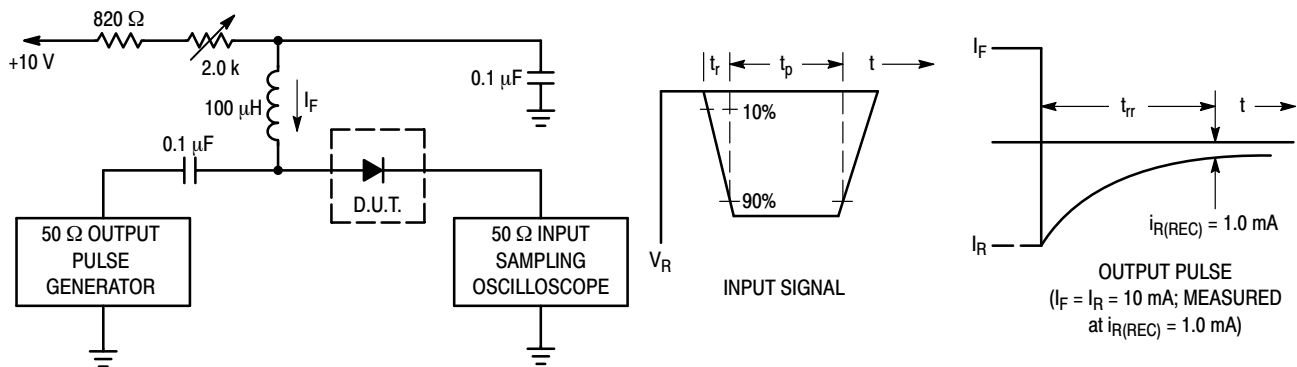 820 Ω
+10 V
2.0 k
100 μH
I_F
0.1 μF
0.1 μF
D.U.T.
50 Ω OUTPUT
PULSE
GENERATOR
50 Ω INPUT
SAMPLING
OSCILLOSCOPE
t_r
t_p
t
10%
90%
V_R
INPUT SIGNAL
I_F
t_rr
t
I_R
i_R(REC) = 1.0 mA
OUTPUT PULSE
(I_F = I_R = 10 mA; MEASURED
at i_R(REC) = 1.0 mA)